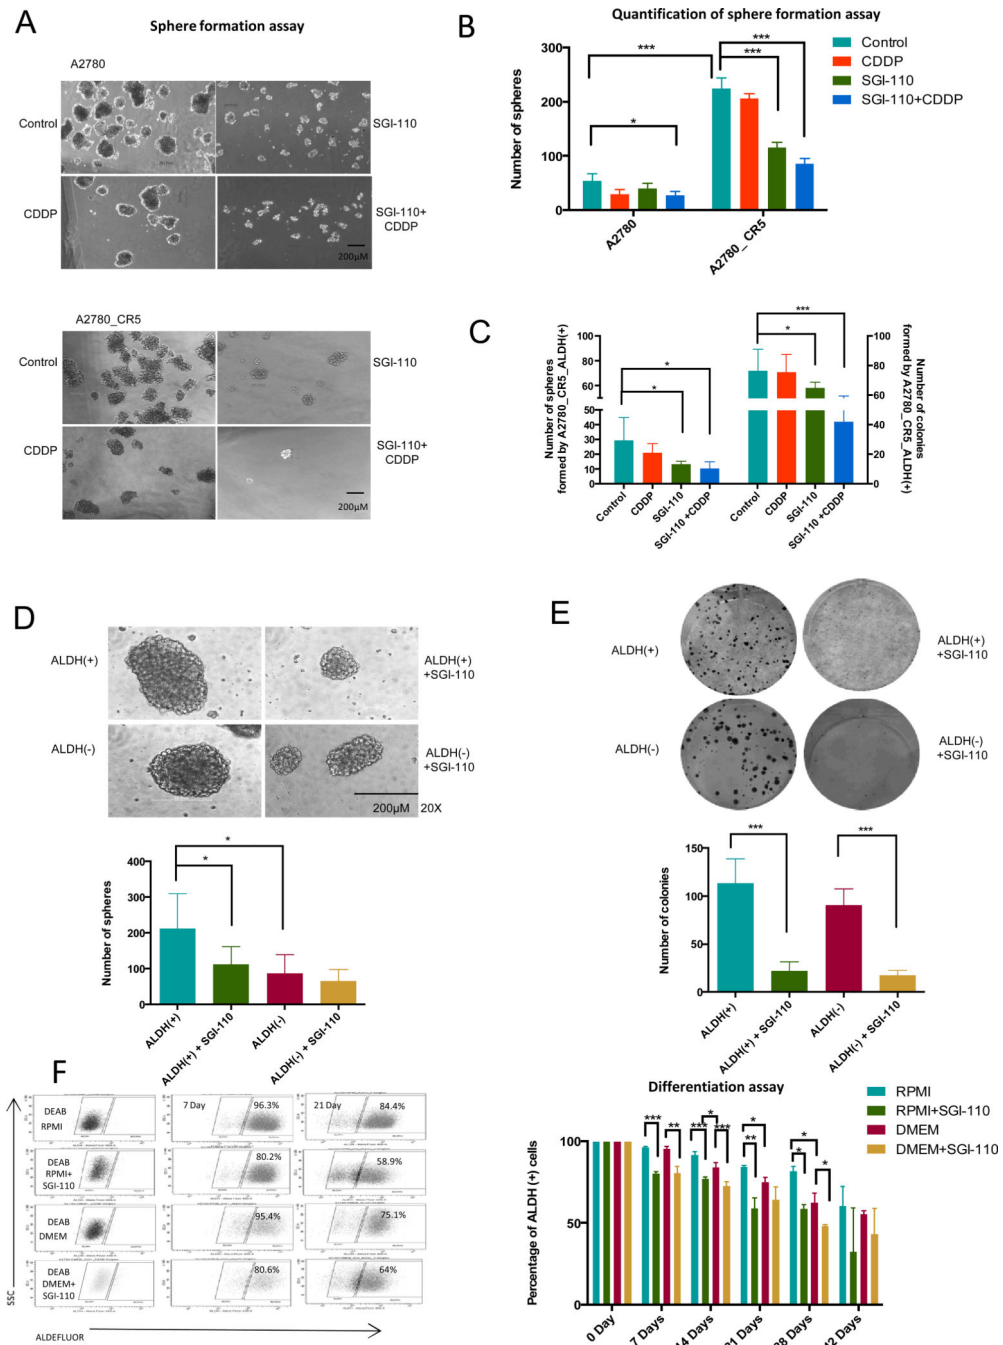 A
Sphere formation assay
A2780
Control
SGI-110
CDDP
SGI-110+
CDDP
200µM
A2780_CR5
Control
SGI-110
CDDP
SGI-110+
CDDP
200µM
B
Quantification of sphere formation assay
Number of spheres
300
200
100
0
***
***
***
*
Control
CDDP
SGI-110
SGI-110+CDDP
A2780
A2780_CR5
C
Number of spheres
formed by A2780_CR5_ALDH(+)
100
80
60
50
40
30
20
10
0
*
*
***
*
100
80
60
40
20
0
Number of colonies
formed by A2780_CR5_ALDH(+)
Control
CDDP
SGI-110
SGI-110 +CDDP
Control
CDDP
SGI-110
SGI-110 +CDDP
D
ALDH(+)
ALDH(+)
+SGI-110
ALDH(-)
ALDH(-)
+SGI-110
200µM 20X
Number of spheres
400
300
200
100
0
*
*
ALDH(+)
ALDH(+) + SGI-110
ALDH(-)
ALDH(-) + SGI-110
E
ALDH(+)
ALDH(+)
+SGI-110
ALDH(-)
ALDH(-)
+SGI-110
Number of colonies
150
100
50
0
***
***
ALDH(+)
ALDH(+) + SGI-110
ALDH(-)
ALDH(-) + SGI-110
F
SSC
DEAB
RPMI
7 Day
96.3%
21 Day
84.4%
DEAB
RPMI+
SGI-110
80.2%
58.9%
DEAB
DMEM
95.4%
75.1%
DEAB
DMEM+
SGI-110
80.6%
64%
ALDEFLUOR
Differentiation assay
Percentage of ALDH (+) cells
100
50
0
***
**
***
*
***
*
**
*
*
*
RPMI
RPMI+SGI-110
DMEM
DMEM+SGI-110
0 Day
7 Days
14 Days
21 Days
28 Days
42 Days